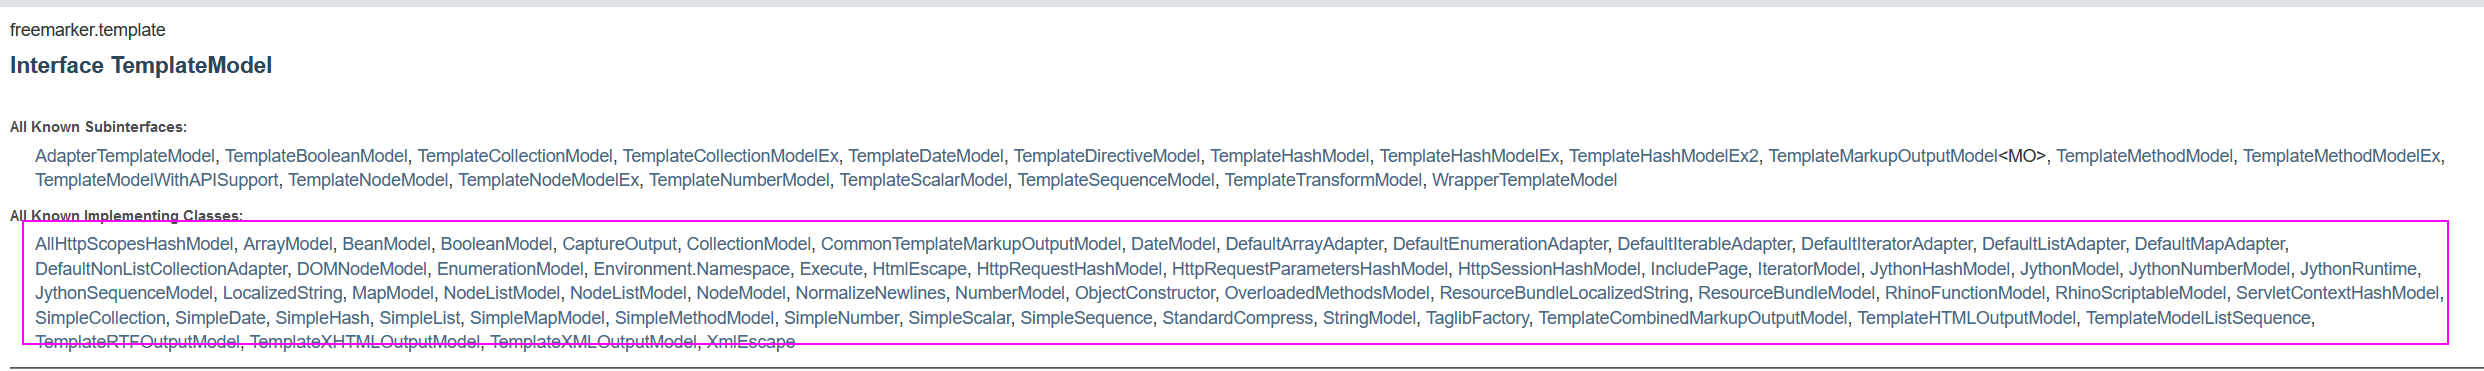 freemarker.template
Interface TemplateModel
All Known Subinterfaces:
AdapterTemplateModel, TemplateBooleanModel, TemplateCollectionModel, TemplateCollectionModelEx, TemplateDateModel, TemplateDirectiveModel, TemplateHashModel, TemplateHashModelEx, TemplateHashModelEx2, TemplateMarkupOutputModel<MO>, TemplateMethodModel, TemplateMethodModelEx,
TemplateModelWithAPISupport, TemplateNodeModel, TemplateNodeModelEx, TemplateNumberModel, TemplateScalarModel, TemplateSequenceModel, TemplateTransformModel, WrapperTemplateModel
All Known Implementing Classes:
AllHttpScopesHashModel, ArrayModel, BeanModel, BooleanModel, CaptureOutput, CollectionModel, CommonTemplateMarkupOutputModel, DateModel, DefaultArrayAdapter, DefaultEnumerationAdapter, DefaultIterableAdapter, DefaultIteratorAdapter, DefaultListAdapter, DefaultMapAdapter,
DefaultNonListCollectionAdapter, DOMNodeModel, EnumerationModel, Environment.Namespace, Execute, HtmlEscape, HttpRequestHashModel, HttpRequestParametersHashModel, HttpSessionHashModel, IncludePage, IteratorModel, JythonHashModel, JythonModel, JythonNumberModel, JythonRuntime,
JythonSequenceModel, LocalizedString, MapModel, NodeListModel, NodeListModel, NodeModel, NormalizeNewlines, NumberModel, ObjectConstructor, OverloadedMethodsModel, ResourceBundleLocalizedString, ResourceBundleModel, RhinoFunctionModel, RhinoScriptableModel, ServletContextHashModel,
SimpleCollection, SimpleDate, SimpleHash, SimpleList, SimpleMapModel, SimpleMethodModel, SimpleNumber, SimpleScalar, SimpleSequence, StandardCompress, StringModel, TaglibFactory, TemplateCombinedMarkupOutputModel, TemplateHTMLOutputModel, TemplateModelListSequence,
TemplateRTFOutputModel, TemplateXHTMLOutputModel, TemplateXMLOutputModel, XmlEscape